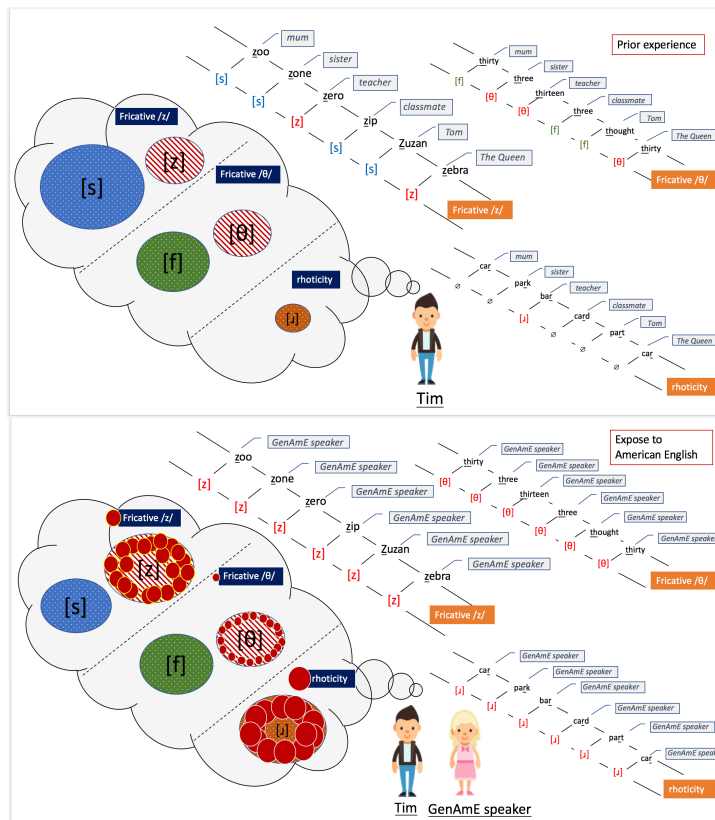 Prior experience
zoo
mum
[s]
zone
sister
[s]
zero
teacher
[z]
zip
classmate
[s]
Zuzan
Tom
[s]
zebra
The Queen
[z]
Fricative /z/
thirty
mum
[f]
three
sister
[θ]
thirteen
teacher
[θ]
three
classmate
[f]
thought
Tom
[f]
thirty
The Queen
[θ]
Fricative /θ/
car
mum
∅
park
sister
∅
bar
teacher
[ɹ]
card
classmate
∅
part
Tom
∅
car
The Queen
∅
rhoticity
Fricative /z/
[z]
[s]
Fricative /θ/
[θ]
[f]
rhoticity
[ɹ]
Tim
Expose to
American English
zoo
GenAmE speaker
[z]
zone
GenAmE speaker
[z]
zero
GenAmE speaker
[z]
zip
GenAmE speaker
[z]
Zuzan
GenAmE speaker
[z]
zebra
GenAmE speaker
[z]
Fricative /z/
thirty
GenAmE speaker
[θ]
three
GenAmE speaker
[θ]
thirteen
GenAmE speaker
[θ]
three
GenAmE speaker
[θ]
thought
GenAmE speaker
[θ]
thirty
GenAmE speaker
[θ]
Fricative /θ/
car
GenAmE speaker
[ɹ]
park
GenAmE speaker
[ɹ]
bar
GenAmE speaker
[ɹ]
card
GenAmE speaker
[ɹ]
part
GenAmE speaker
[ɹ]
car
GenAmE speaker
[ɹ]
rhoticity
Fricative /z/
[z]
[s]
Fricative /θ/
[θ]
[f]
rhoticity
[ɹ]
Tim
GenAmE speaker